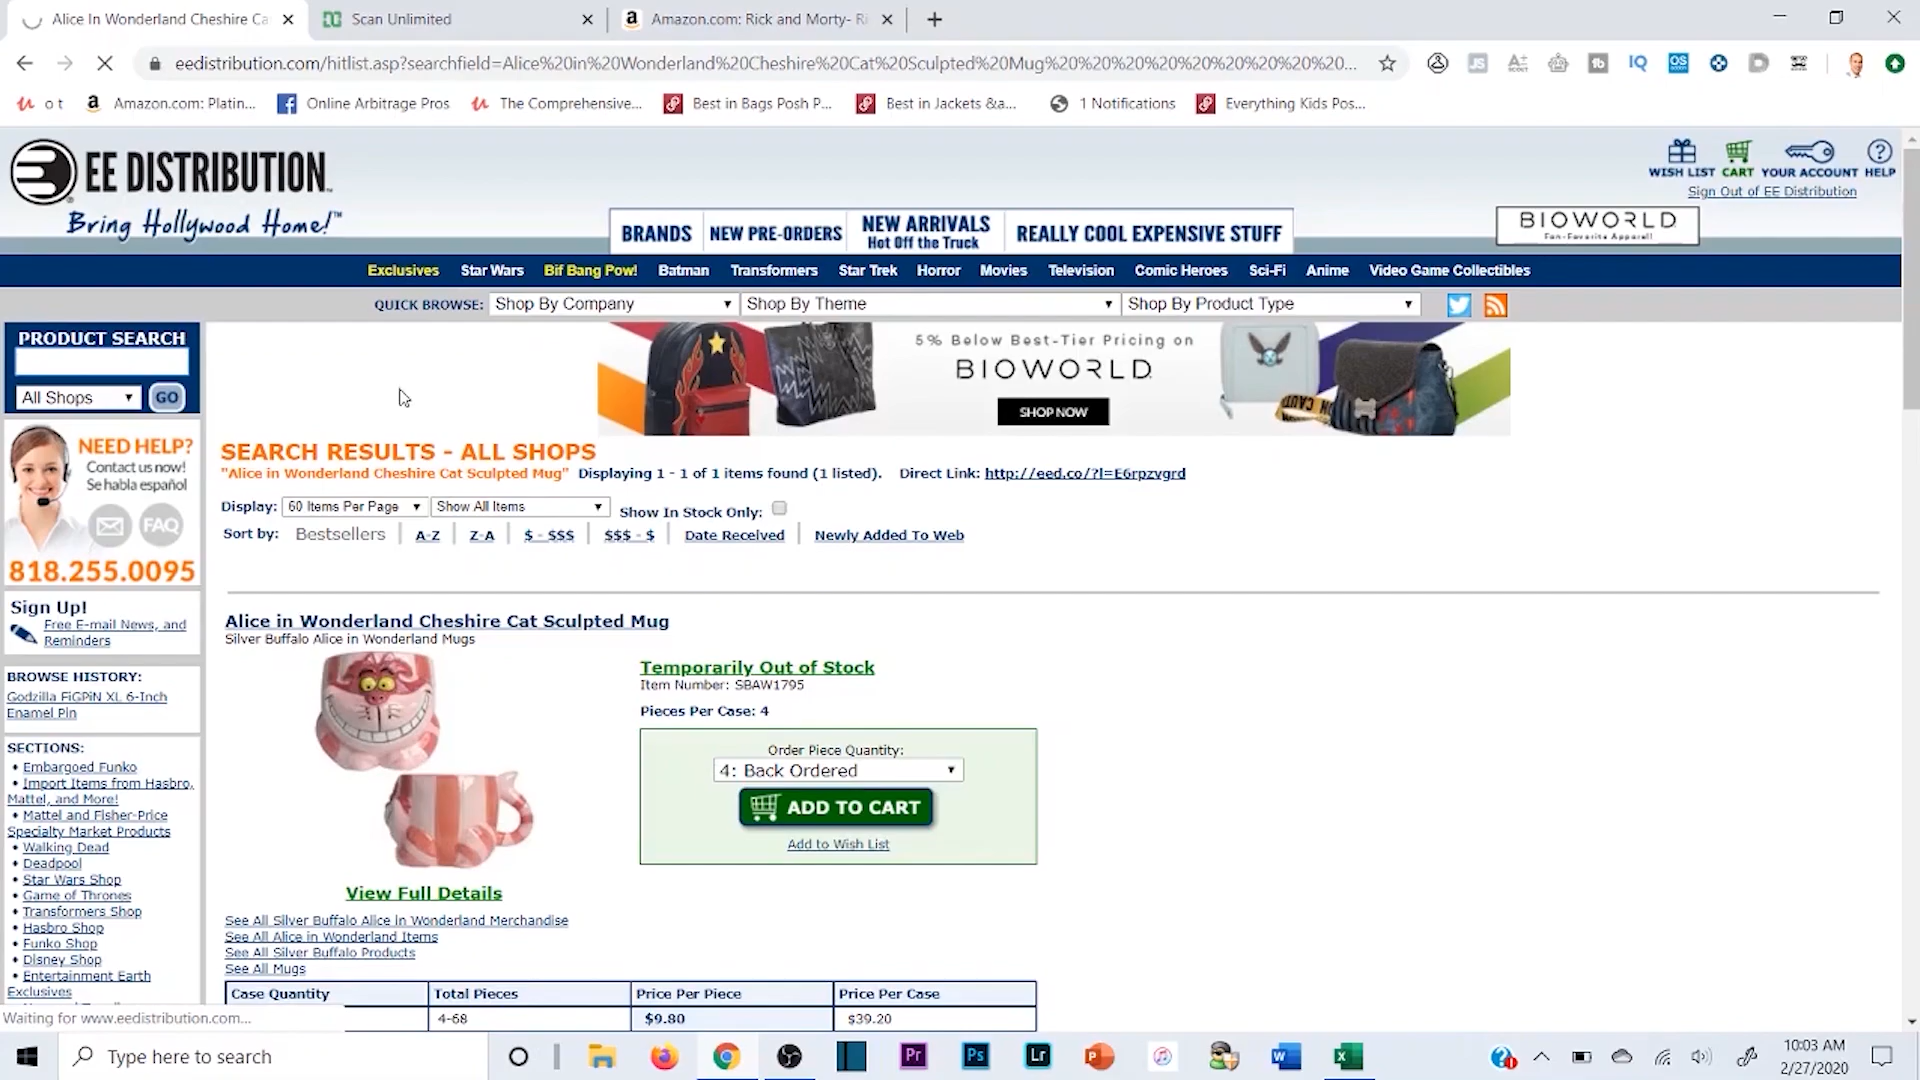 Alice In Wonderland Cheshire Ca
Scan Unlimited
Amazon.com: Rick and Morty- Ri
eedistribution.com/hitlist.asp?searchfield=Alice%20in%20Wonderland%20Cheshire%20Cat%20Sculpted%20Mug%20%20%20%20%20%20%20%20%20...
o t
Amazon.com: Platin...
Online Arbitrage Pros
The Comprehensive...
Best in Bags Posh P...
Best in Jackets &a...
1 Notifications
Everything Kids Pos...
EE DISTRIBUTION
Bring Hollywood Home!™
WISH LIST CART YOUR ACCOUNT HELP
Sign Out of EE Distribution
BRANDS
NEW PRE-ORDERS
NEW ARRIVALS
Hot Off the Truck
REALLY COOL EXPENSIVE STUFF
BIOWORLD
Fan-Favorite Apparel!
Exclusives Star Wars Bif Bang Pow! Batman Transformers Star Trek Horror Movies Television Comic Heroes Sci-Fi Anime Video Game Collectibles
QUICK BROWSE: Shop By Company Shop By Theme Shop By Product Type
PRODUCT SEARCH
All Shops GO
NEED HELP?
Contact us now!
Se habla español
FAQ
818.255.0095
Sign Up!
Free E-mail News, and
Reminders
BROWSE HISTORY:
Godzilla FiGPiN XL 6-Inch
Enamel Pin
SECTIONS:
• Embargoed Funko
• Import Items from Hasbro,
Mattel, and More!
• Mattel and Fisher-Price
Specialty Market Products
• Walking Dead
• Deadpool
• Star Wars Shop
• Game of Thrones
• Transformers Shop
• Hasbro Shop
• Funko Shop
• Disney Shop
• Entertainment Earth
Exclusives
5% Below Best-Tier Pricing on
BIOWORLD
SHOP NOW
SEARCH RESULTS - ALL SHOPS
"Alice in Wonderland Cheshire Cat Sculpted Mug" Displaying 1 - 1 of 1 items found (1 listed). Direct Link: http://eed.co/?l=E6rpzvgrd
Display: 60 Items Per Page Show All Items Show In Stock Only:
Sort by: Bestsellers A-Z Z-A $ - $$$ $$$ - $ Date Received Newly Added To Web
Alice in Wonderland Cheshire Cat Sculpted Mug
Silver Buffalo Alice in Wonderland Mugs
Temporarily Out of Stock
Item Number: SBAW1795
Pieces Per Case: 4
Order Piece Quantity:
4: Back Ordered
ADD TO CART
Add to Wish List
View Full Details
See All Silver Buffalo Alice in Wonderland Merchandise
See All Alice in Wonderland Items
See All Silver Buffalo Products
See All Mugs
Case Quantity Total Pieces Price Per Piece Price Per Case
4-68 $9.80 $39.20
Waiting for www.eedistribution.com...
Type here to search
Pr
Ps
Lr
10:03 AM
2/27/2020